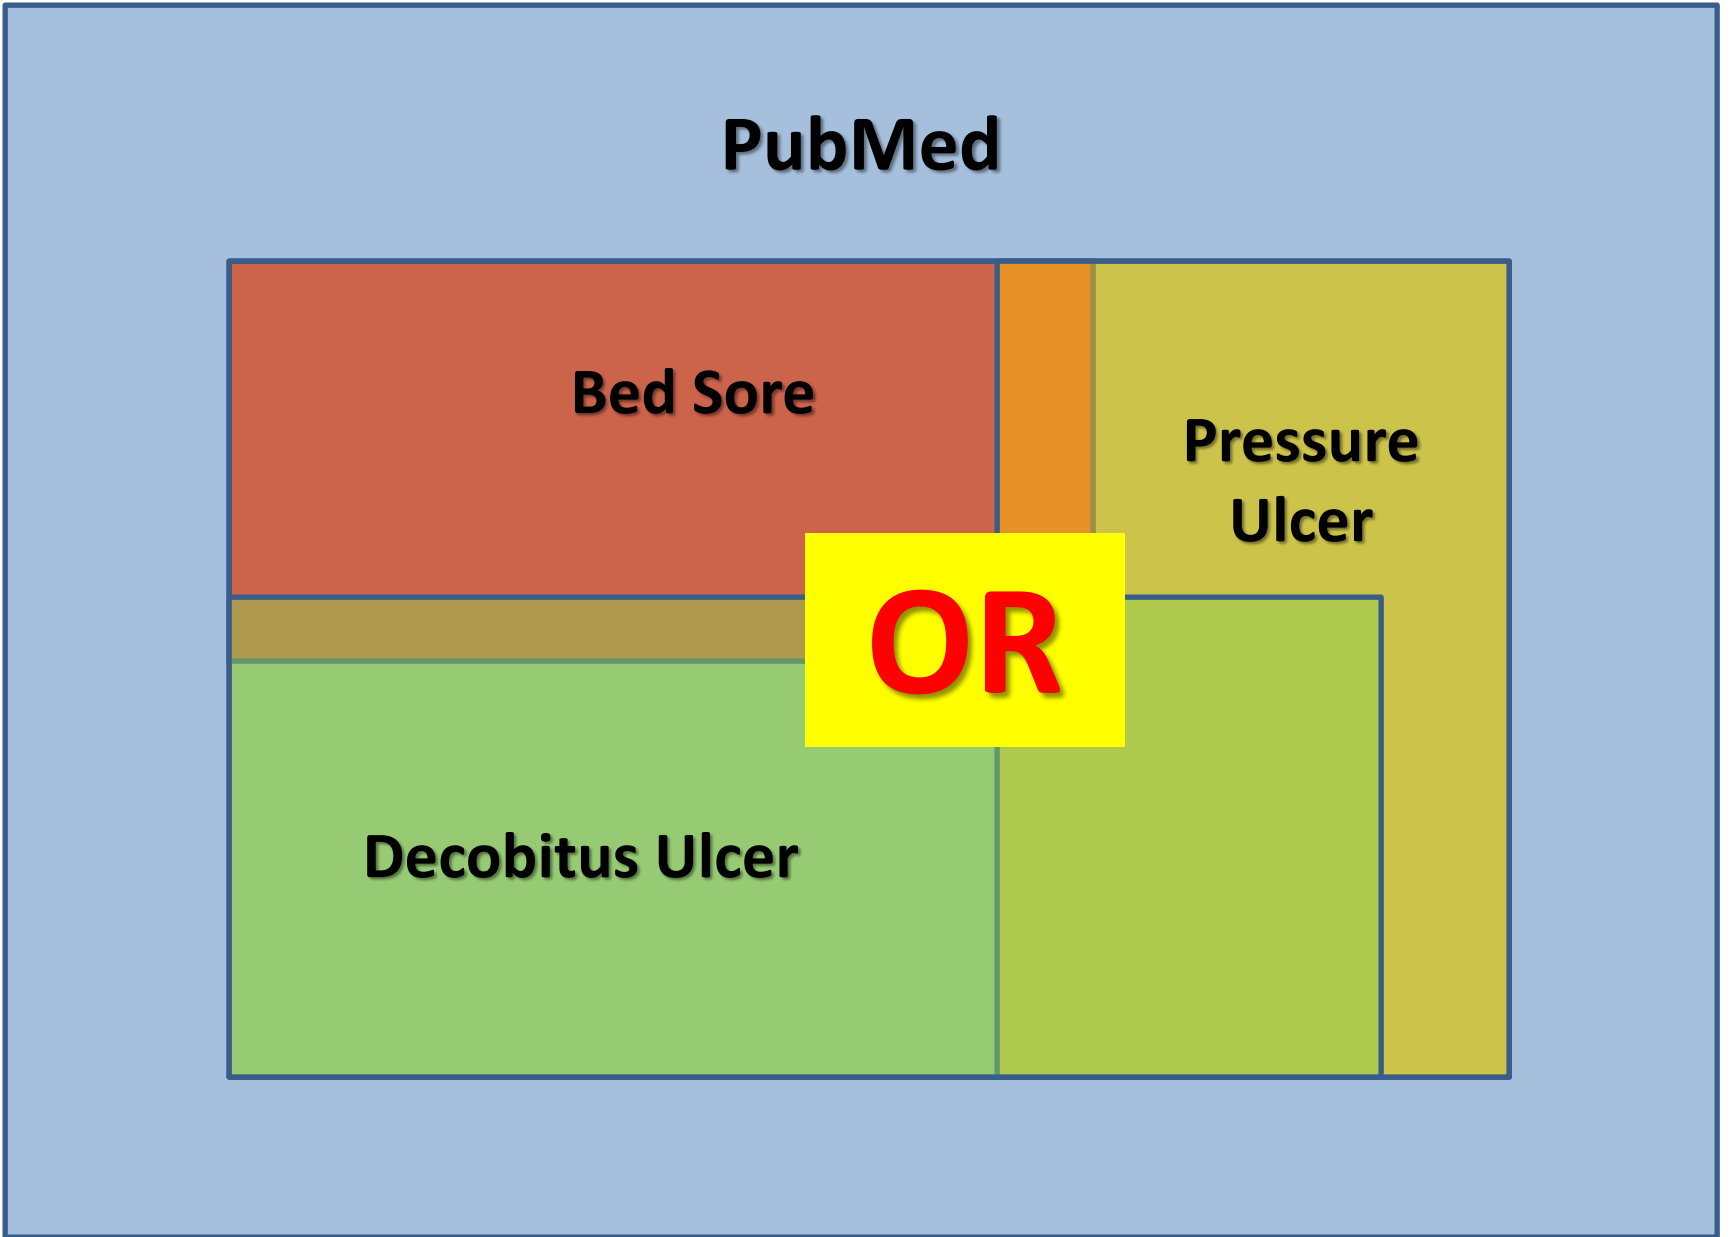 PubMed
Bed Sore
Pressure
Ulcer
OR
Decobitus Ulcer